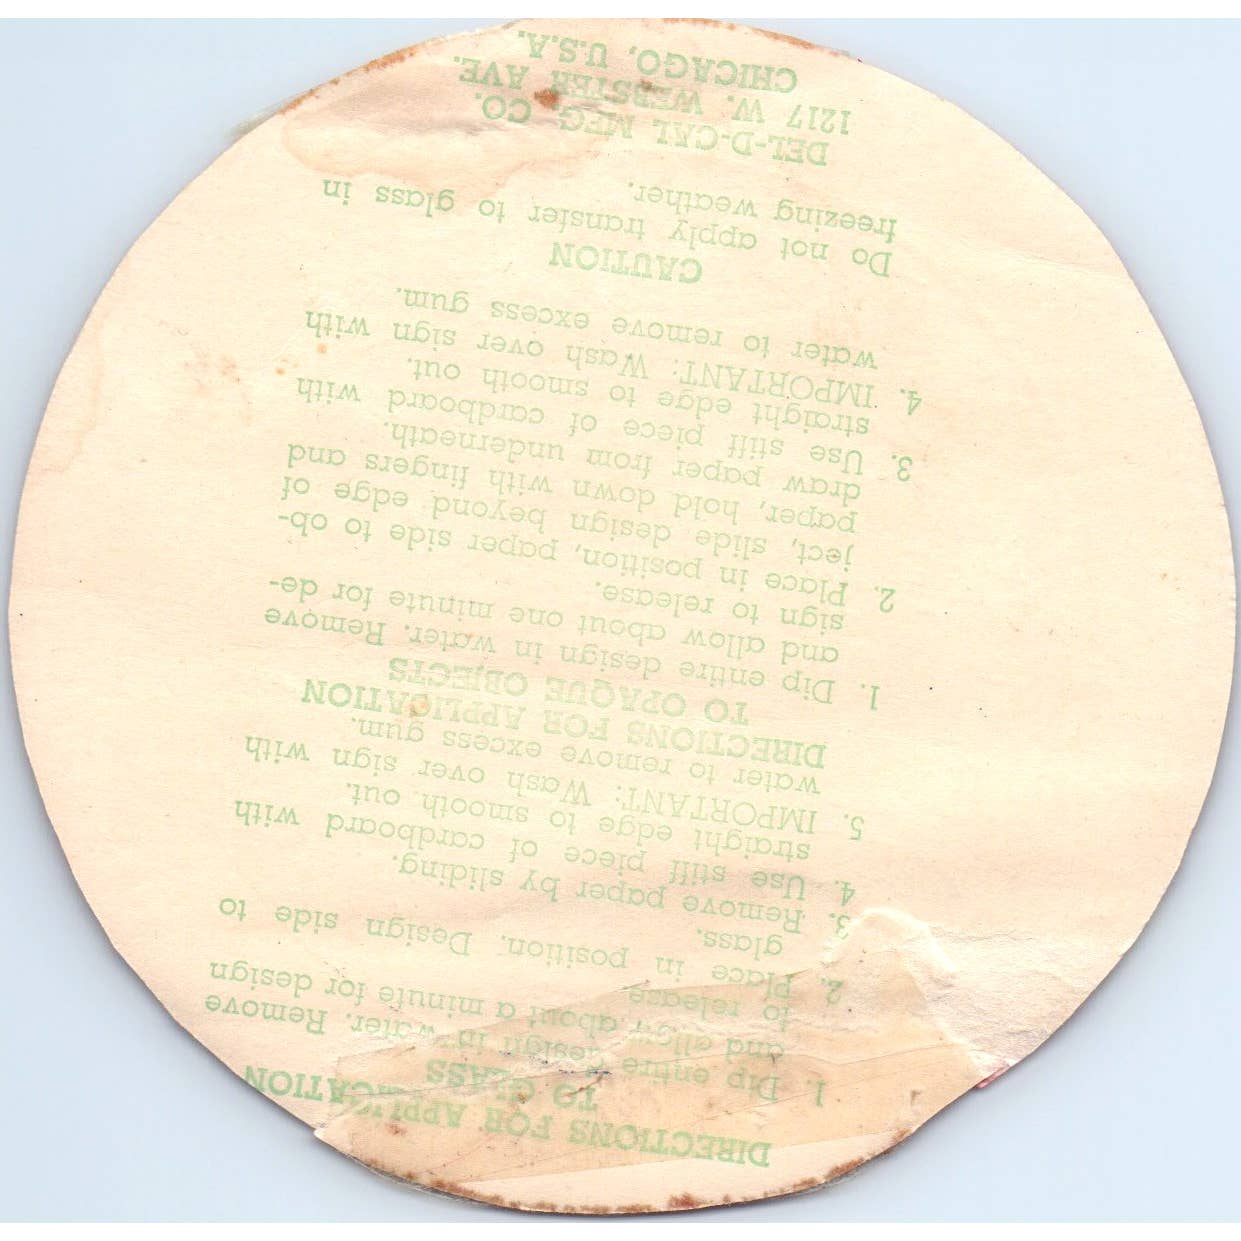 DIRECTIONS FOR APPLICATION
TO GLASS
1. Dip entire design in water. Remove
and allow about a minute for design
to release.
2. Place in position. Design side to
glass.
3. Remove paper by sliding.
4. Use stiff piece of cardboard with
straight edge to smooth out.
5. IMPORTANT: Wash over sign with
water to remove excess gum.
DIRECTIONS FOR APPLICATION
TO OPAQUE OBJECTS
1. Dip entire design in water. Remove
and allow about one minute for de-
sign to release.
2. Place in position, paper side to ob-
ject, slide design beyond edge of
paper, hold down with fingers and
draw paper from underneath.
3. Use stiff piece of cardboard with
straight edge to smooth out.
4. IMPORTANT: Wash over sign with
water to remove excess gum.
CAUTION
Do not apply transfer to glass in
freezing weather.
DEL-D-CAL MFG. CO.
1217 W. WEBSTER AVE.
CHICAGO, U.S.A.